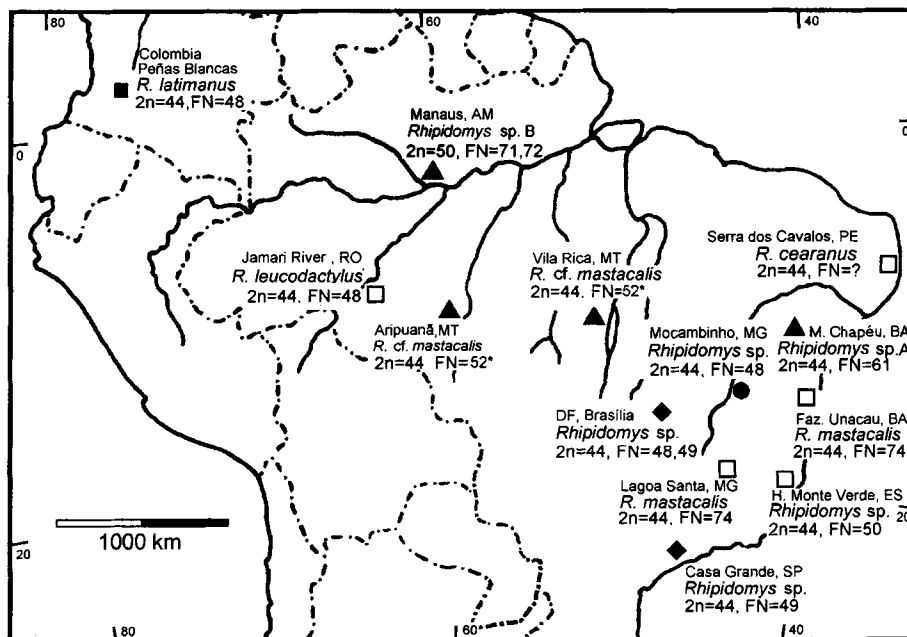 80
60
40
Colombia
Peñas Blancas
R. latimanus
2n=44,FN=48
0
0
Manaus, AM
Rhipidomys sp. B
2n=50, FN=71,72
Jamari River , RO
R. leucodactylus
2n=44. FN=48
Vila Rica, MT
R. cf. mastacalis
2n=44. FN=52*
Serra dos Cavalos, PE
R. cearanus
2n=44, FN=?
Aripuanã,MT
R. cf. mastacalis
2n=44, FN=52*
Mocambinho, MG
Rhipidomys sp.
2n=44, FN=48
M. Chapéu, BA
Rhipidomys sp.A
2n=44, FN=61
DF, Brasília
Rhipidomys sp.
2n=44, FN=48,49
Faz. Unacau, BA
R. mastacalis
2n=44, FN=74
Lagoa Santa, MG
R. mastacalis
2n=44, FN=74
H. Monte Verde, ES
Rhipidomys sp.
2n=44, FN=50
20
1000 km
20
Casa Grande, SP
Rhipidomys sp.
2n=44, FN=49
80
60
40